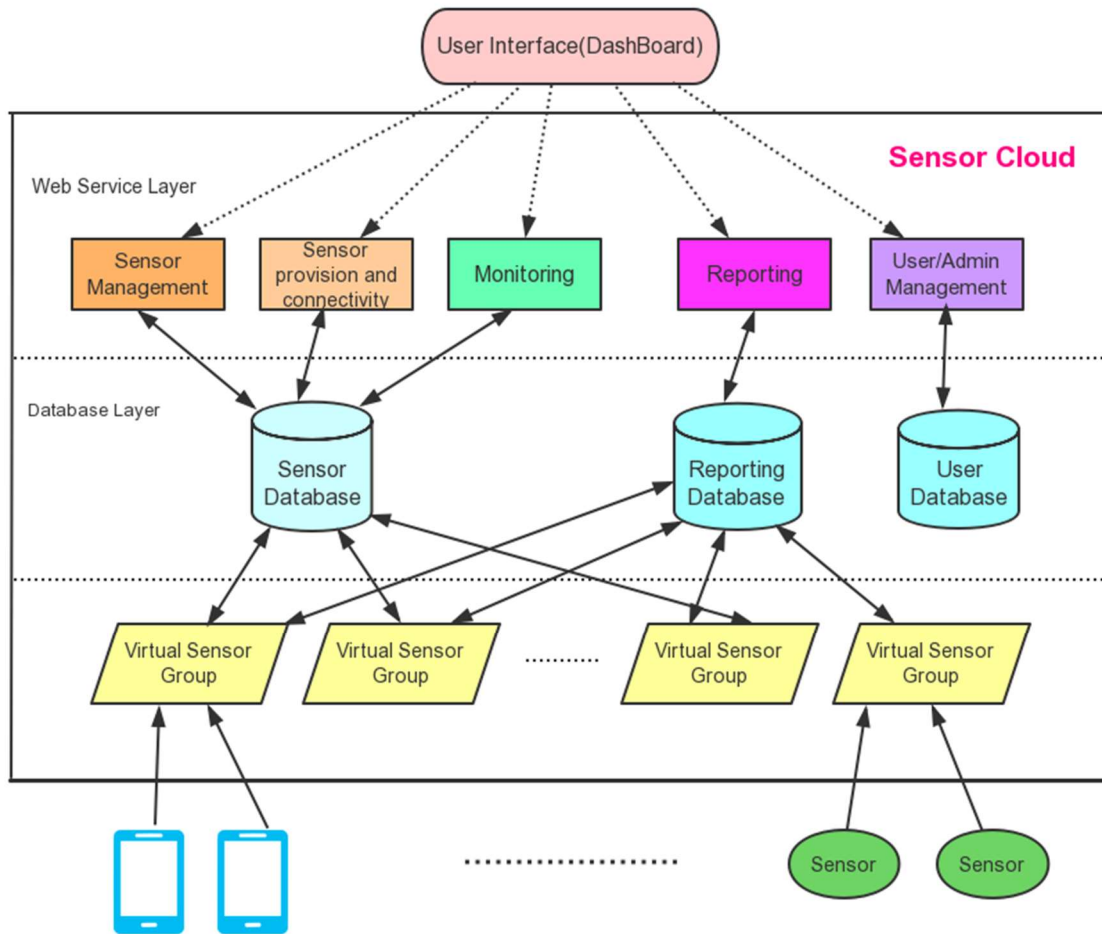 User Interface(DashBoard)
Sensor Cloud
Web Service Layer
Sensor
Management
Sensor
provision and
connectivity
Monitoring
Reporting
User/Admin
Management
Database Layer
Sensor
Database
Reporting
Database
User
Database
Virtual Sensor
Group
Virtual Sensor
Group
Virtual Sensor
Group
Virtual Sensor
Group
Sensor
Sensor